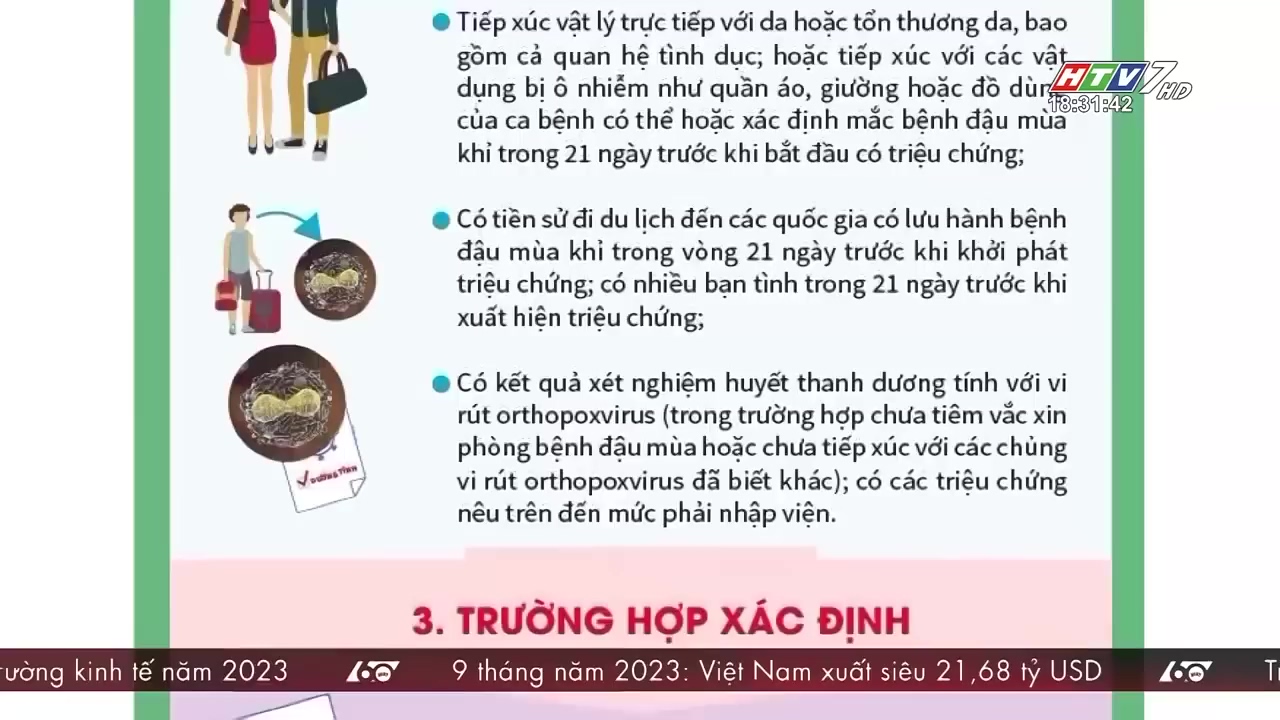 Tiếp xúc vật lý trực tiếp với da hoặc tổn thương da, bao
gồm cả quan hệ tình dục; hoặc tiếp xúc với các vật
dụng bị ô nhiễm như quần áo, giường hoặc đồ dùng
của ca bệnh có thể hoặc xác định mắc bệnh đậu mùa
khỉ trong 21 ngày trước khi bắt đầu có triệu chứng;
HTV7 HD
18:31:42
Có tiền sử đi du lịch đến các quốc gia có lưu hành bệnh
đậu mùa khỉ trong vòng 21 ngày trước khi khởi phát
triệu chứng; có nhiều bạn tình trong 21 ngày trước khi
xuất hiện triệu chứng;
Có kết quả xét nghiệm huyết thanh dương tính với vi
rút orthopoxvirus (trong trường hợp chưa tiêm vắc xin
phòng bệnh đậu mùa hoặc chưa tiếp xúc với các chủng
vi rút orthopoxvirus đã biết khác); có các triệu chứng
nêu trên đến mức phải nhập viện.
DƯƠNG TÍNH
3. TRƯỜNG HỢP XÁC ĐỊNH
rường kinh tế năm 2023 60 giây 9 tháng năm 2023: Việt Nam xuất siêu 21,68 tỷ USD 60 giây T